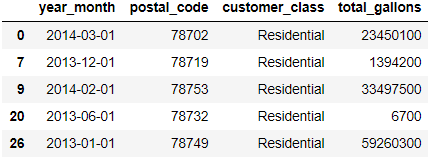 year_month postal_code customer_class total_gallons
0 2014-03-01 78702 Residential 23450100
7 2013-12-01 78719 Residential 1394200
9 2014-02-01 78753 Residential 33497500
20 2013-06-01 78732 Residential 6700
26 2013-01-01 78749 Residential 59260300